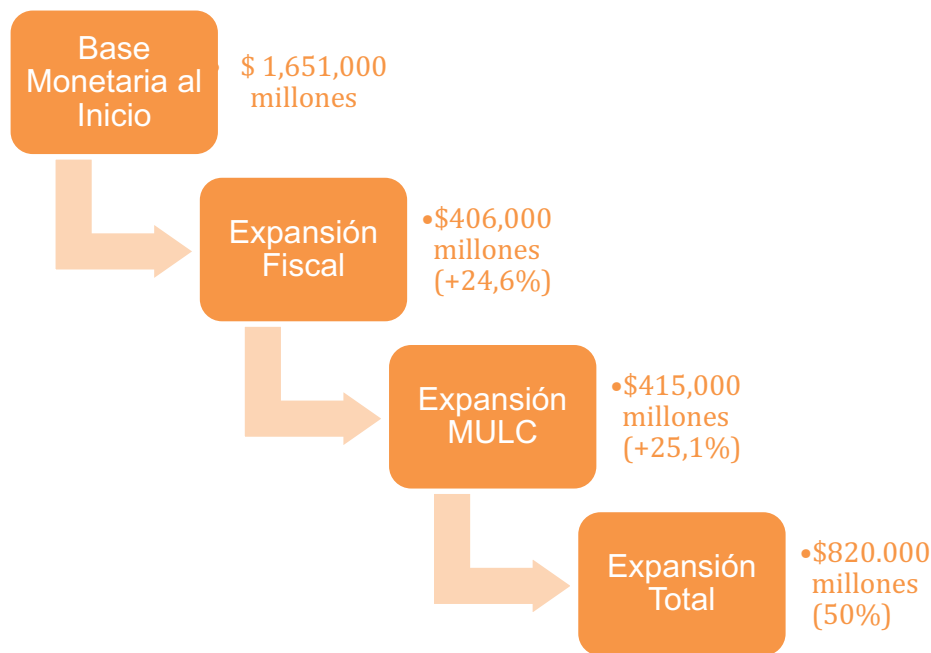 Base
Monetaria al
Inicio
$ 1,651,000
millones
Expansión
Fiscal
•$406,000
millones
(+24,6%)
Expansión
MULC
•$415,000
millones
(+25,1%)
Expansión
Total
•$820.000
millones
(50%)